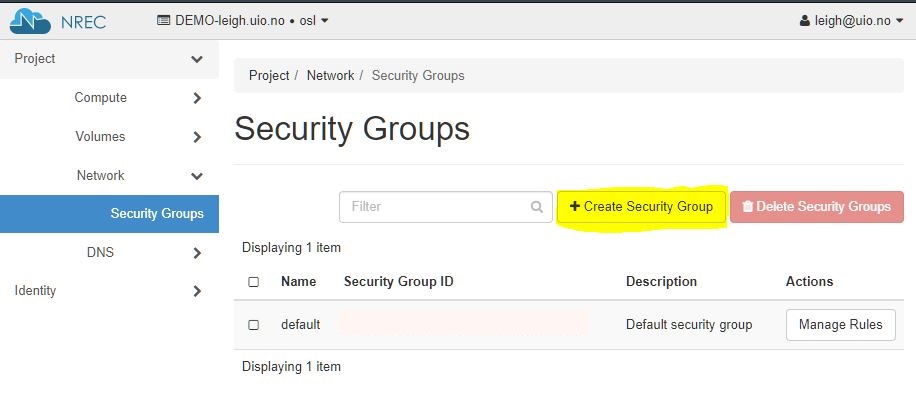 NREC DEMO-leigh.uio.no • osl leigh@uio.no
Project
Compute
Volumes
Network
Security Groups
DNS
Identity
Project / Network / Security Groups
Security Groups
Filter + Create Security Group Delete Security Groups
Displaying 1 item
Name Security Group ID Description Actions
default Default security group Manage Rules
Displaying 1 item